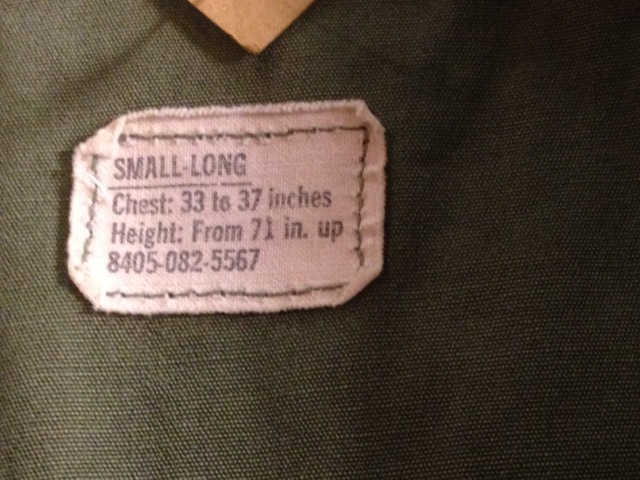 SMALL-LONG
Chest: 33 to 37 inches
Height: From 71 in. up
8405-082-5567